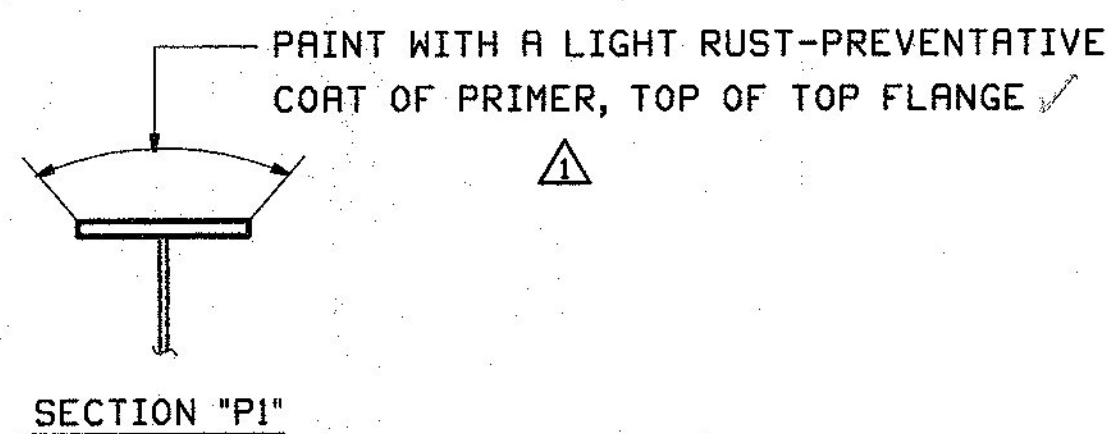 PAINT WITH A LIGHT RUST-PREVENTATIVE
COAT OF PRIMER, TOP OF TOP FLANGE
1
SECTION "P1"